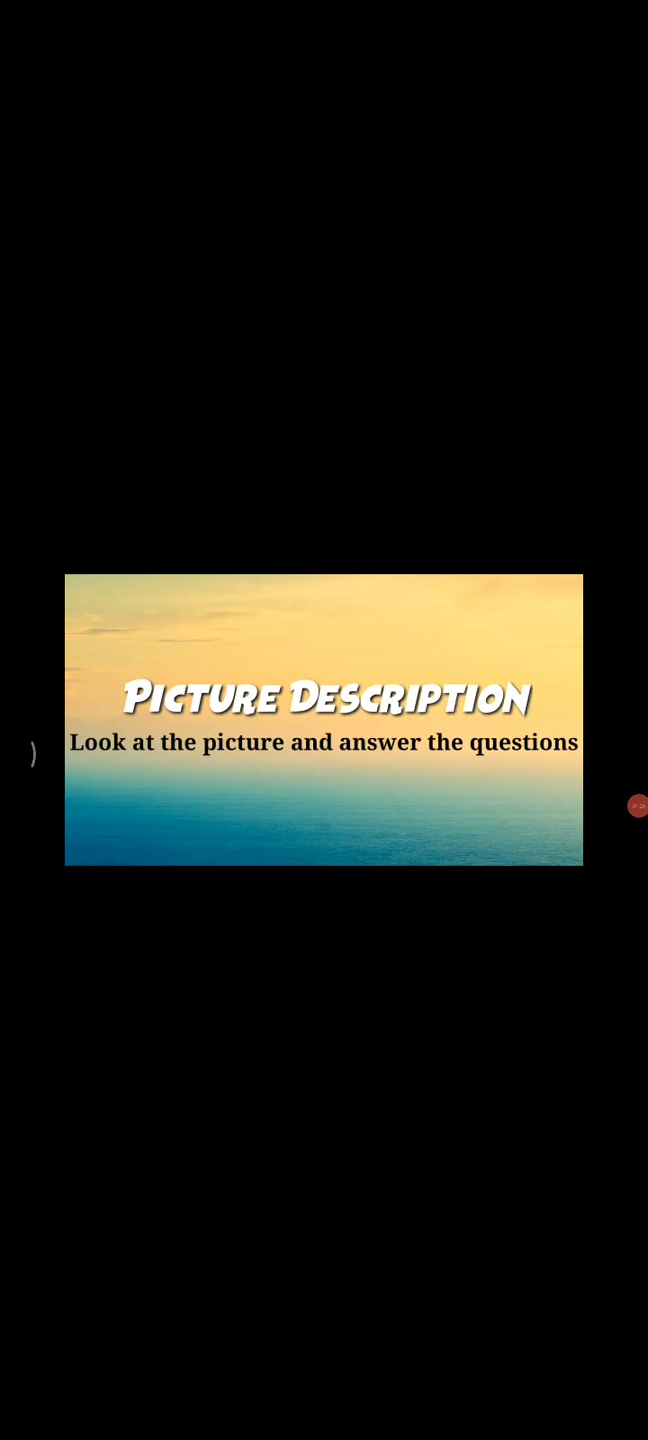 Picture Description
Look at the picture and answer the questions